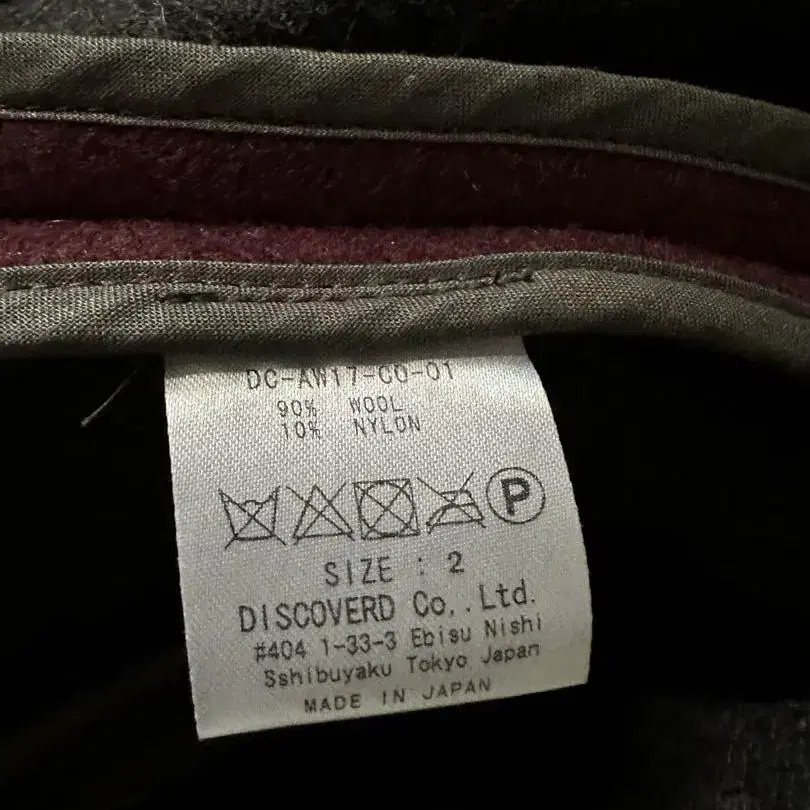 DC-AW17-CO-01
90% WOOL
10% NYLON
P
SIZE : 2
DISCOVERD Co,.Ltd.
#404 1-33-3 Ebisu Nishi
Sshibuyaku Tokyo Japan
MADE IN JAPAN